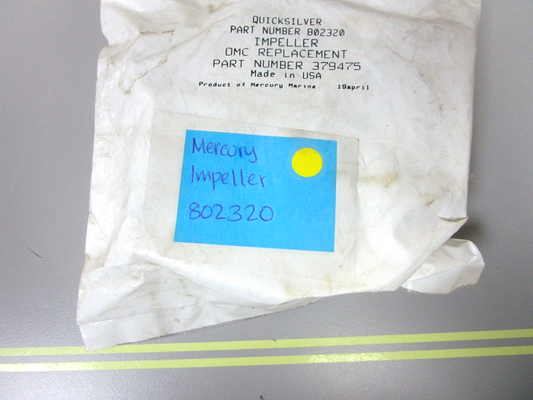 QUICKSILVER
PART NUMBER 802320
IMPELLER
OMC REPLACEMENT
PART NUMBER 379475
Made in USA
Product of Mercury Marine 19april
Mercury
Impeller
802320